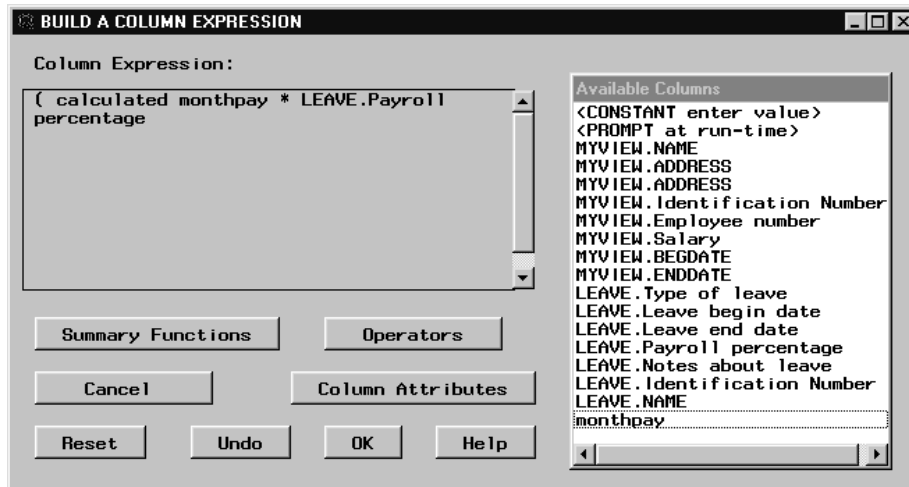 BUILD A COLUMN EXPRESSION
Column Expression:
( calculated monthpay * LEAVE.Payroll
percentage
Available Columns
<CONSTANT enter value>
<PROMPT at run-time>
MYVIEW.NAME
MYVIEW.ADDRESS
MYVIEW.ADDRESS
MYVIEW.Identification Number
MYVIEW.Employee number
MYVIEW.Salary
MYVIEW.BEGDATE
MYVIEW.ENDDATE
LEAVE.Type of leave
LEAVE.Leave begin date
LEAVE.Leave end date
LEAVE.Payroll percentage
LEAVE.Notes about leave
LEAVE.Identification Number
LEAVE.NAME
monthpay
Summary Functions
Operators
Cancel
Column Attributes
Reset
Undo
OK
Help